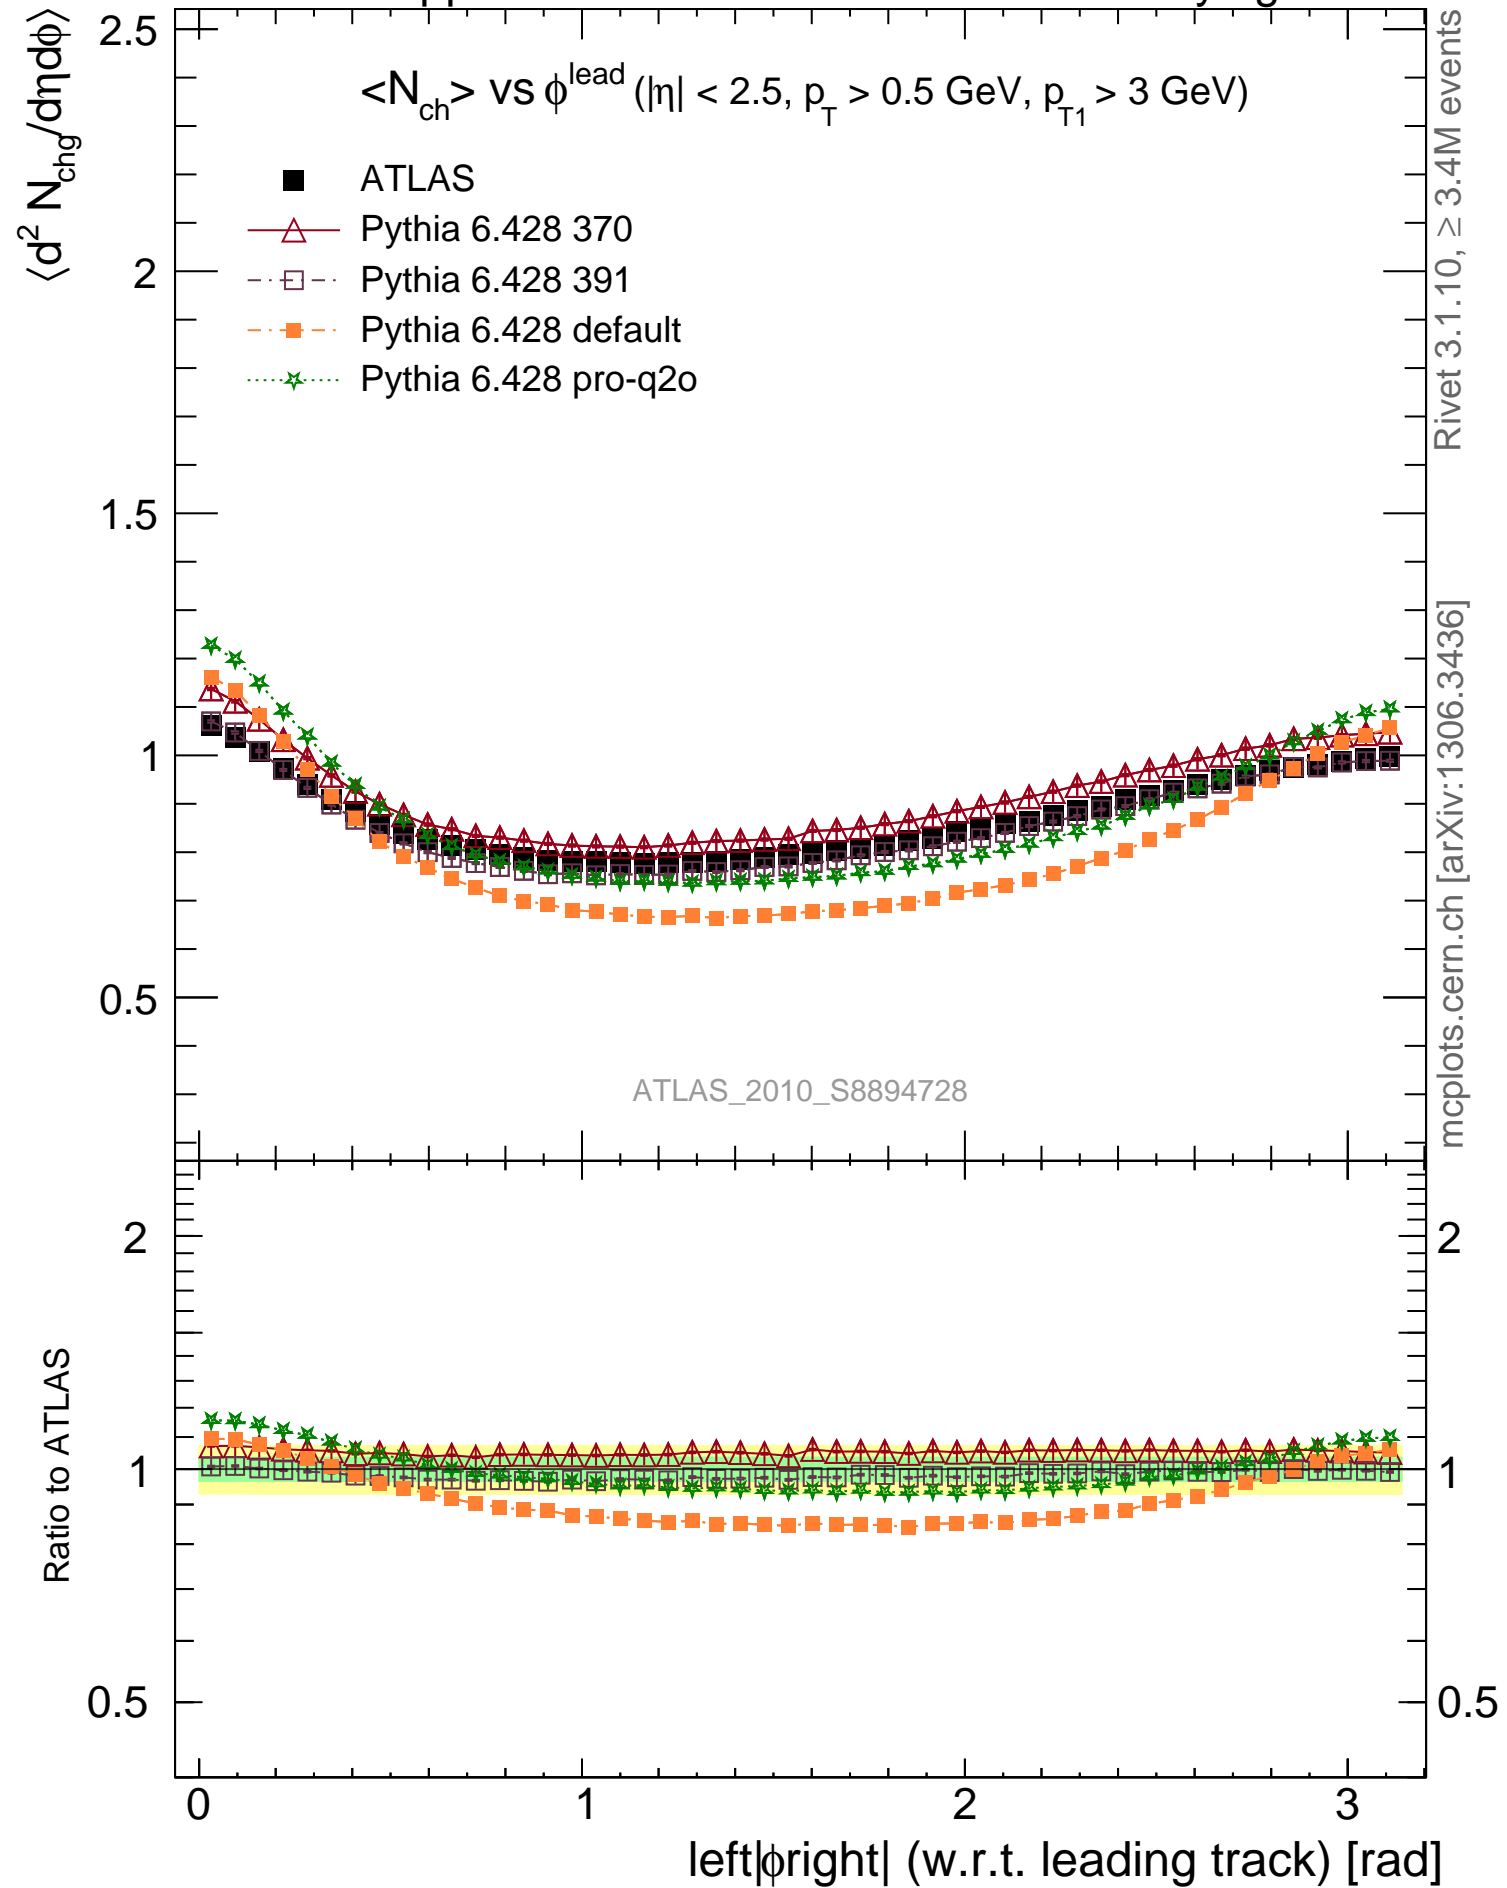 ⟨d² N_chg/dηdϕ⟩
<N_ch> vs ϕ^lead (|η| < 2.5, p_T > 0.5 GeV, p_T1 > 3 GeV)
ATLAS
Pythia 6.428 370
Pythia 6.428 391
Pythia 6.428 default
Pythia 6.428 pro-q2o
2.5
2
1.5
1
0.5
ATLAS_2010_S8894728
Rivet 3.1.10, ≥ 3.4M events
mcplots.cern.ch [arXiv:1306.3436]
Ratio to ATLAS
2
1
0.5
2
1
0.5
0 1 2 3
left|ϕright| (w.r.t. leading track) [rad]